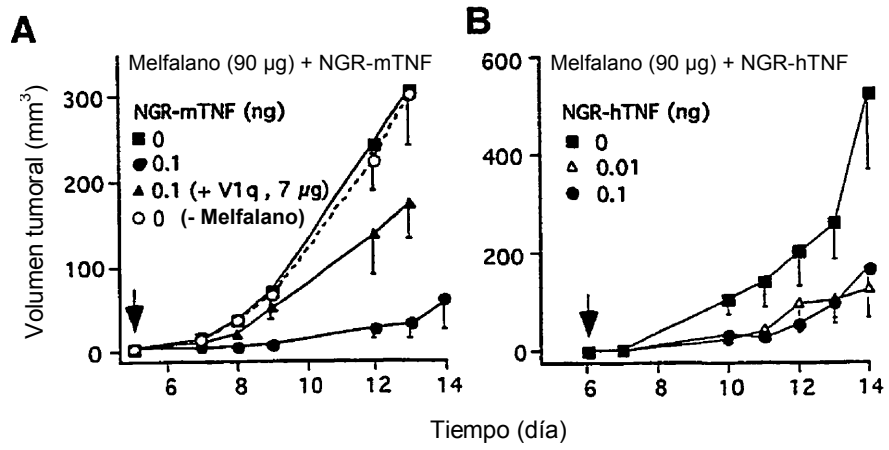 A
Melfalano (90 µg) + NGR-mTNF
NGR-mTNF (ng)
0
0.1
0.1 (+ V1q , 7 µg)
0 (- Melfalano)
300
200
100
0
6
8
10
12
14
Volumen tumoral (mm³)
B
Melfalano (90 µg) + NGR-hTNF
NGR-hTNF (ng)
0
0.01
0.1
600
400
200
0
6
8
10
12
14
Tiempo (día)